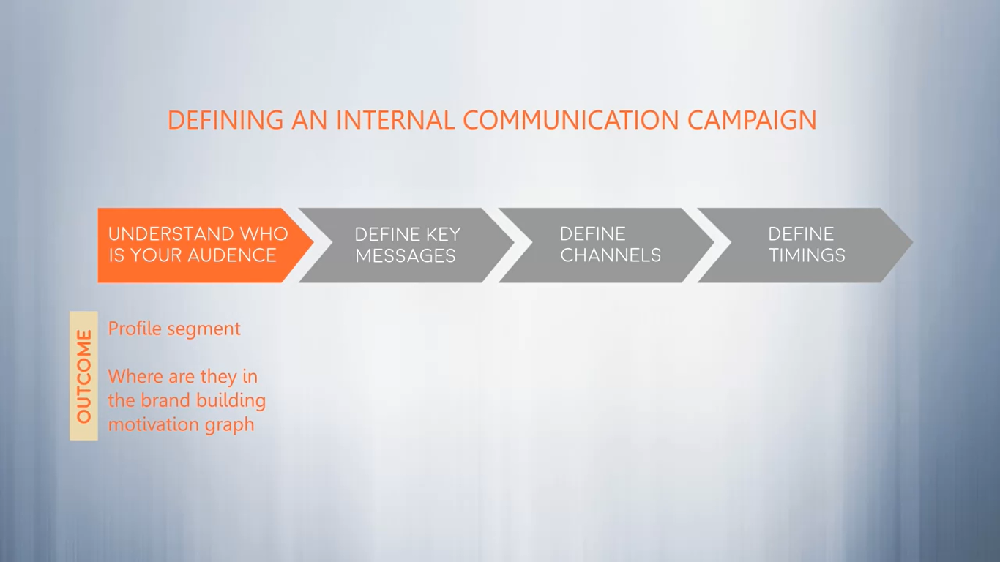 DEFINING AN INTERNAL COMMUNICATION CAMPAIGN
UNDERSTAND WHO
IS YOUR AUDENCE
DEFINE KEY
MESSAGES
DEFINE
CHANNELS
DEFINE
TIMINGS
OUTCOME
Profile segment
Where are they in
the brand building
motivation graph